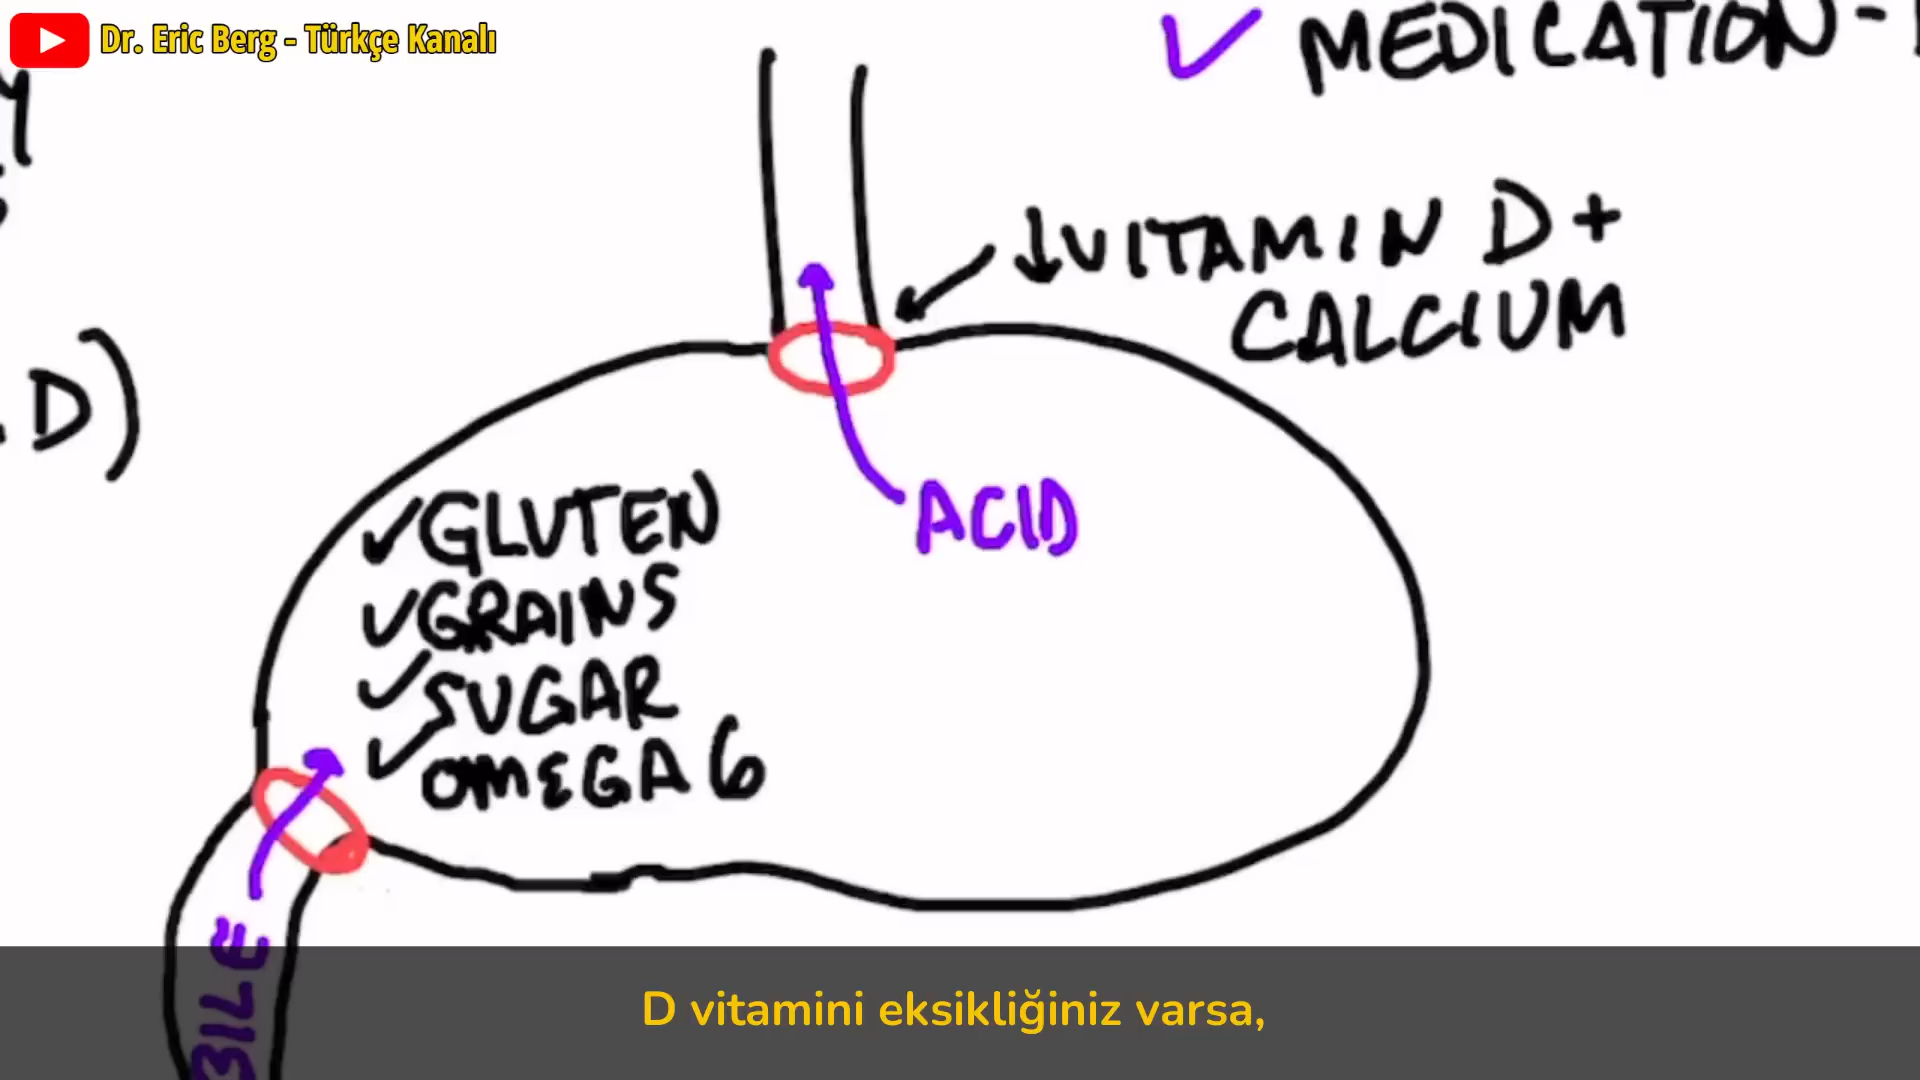 Dr. Eric Berg - Türkçe Kanalı
MEDICATION -
↓VITAMIN D +
CALCIUM
D)
ACID
✓GLUTEN
✓GRAINS
✓SUGAR
✓OMEGA 6
BILE
D vitamini eksikliğiniz varsa,